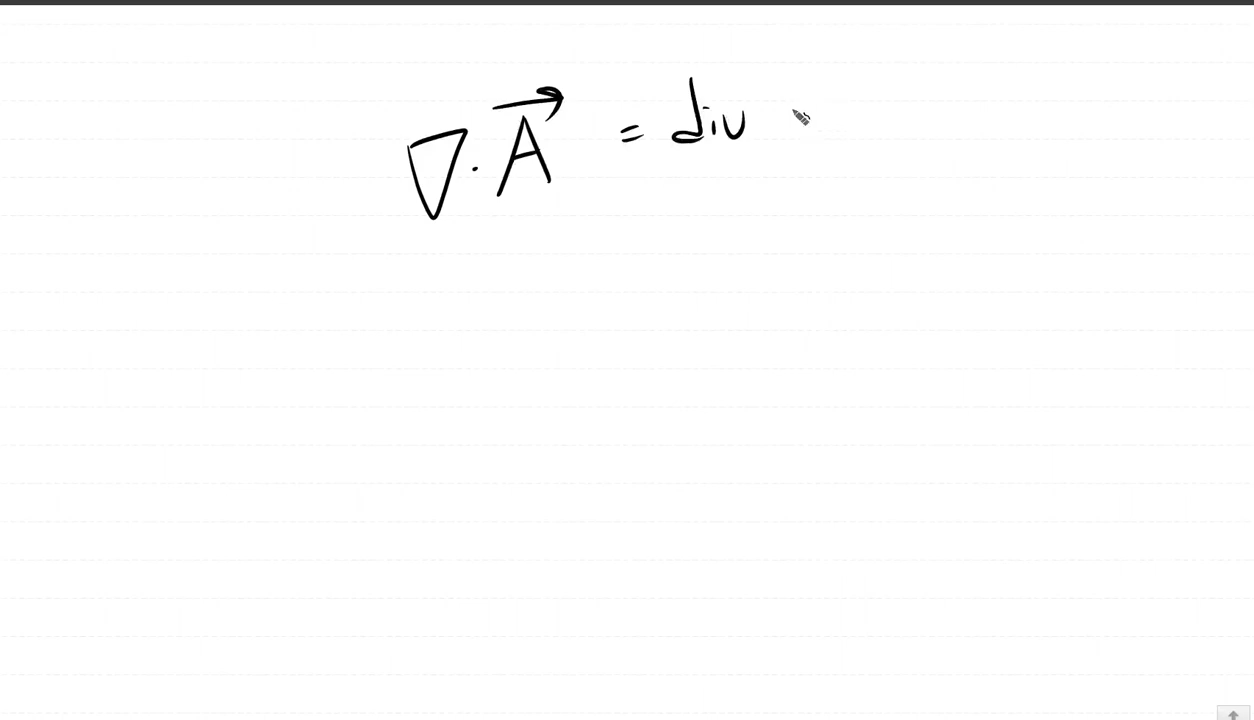 ∇ · A⃗ = div